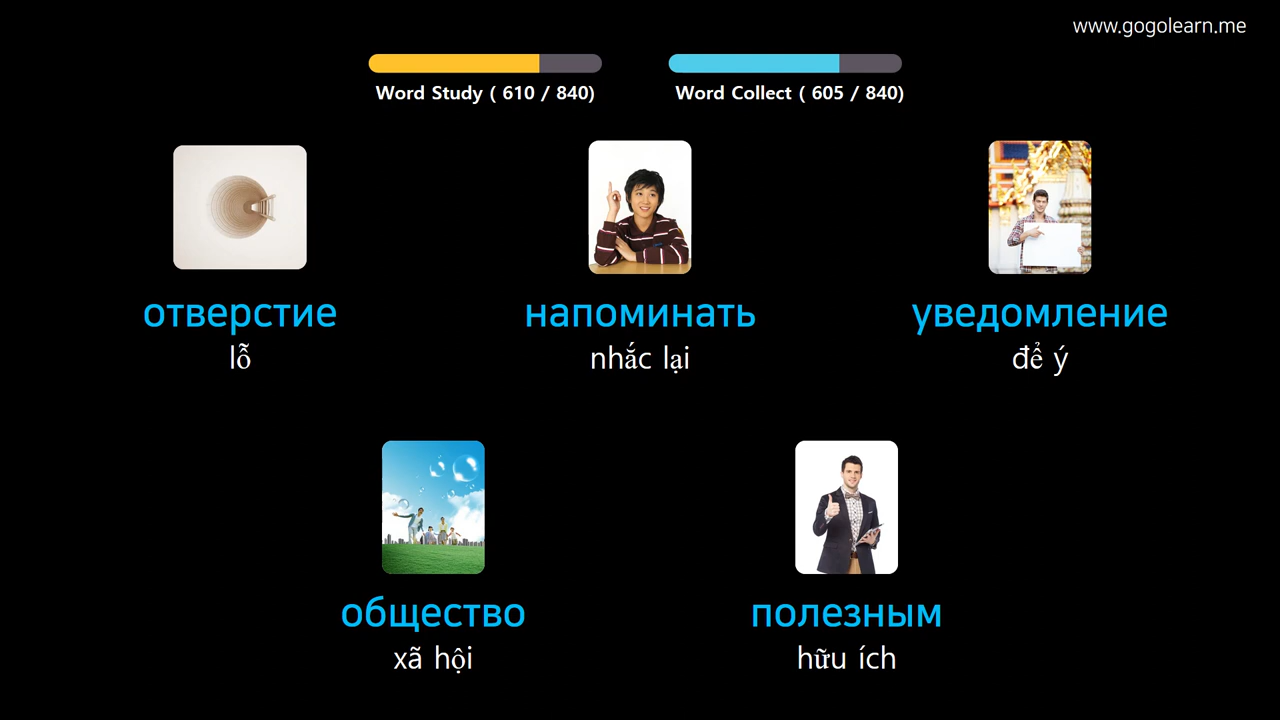 www.gogolearn.me
Word Study ( 610 / 840)
Word Collect ( 605 / 840)
отверстие
lỗ
напоминать
nhắc lại
уведомление
để ý
общество
xã hội
полезным
hữu ích